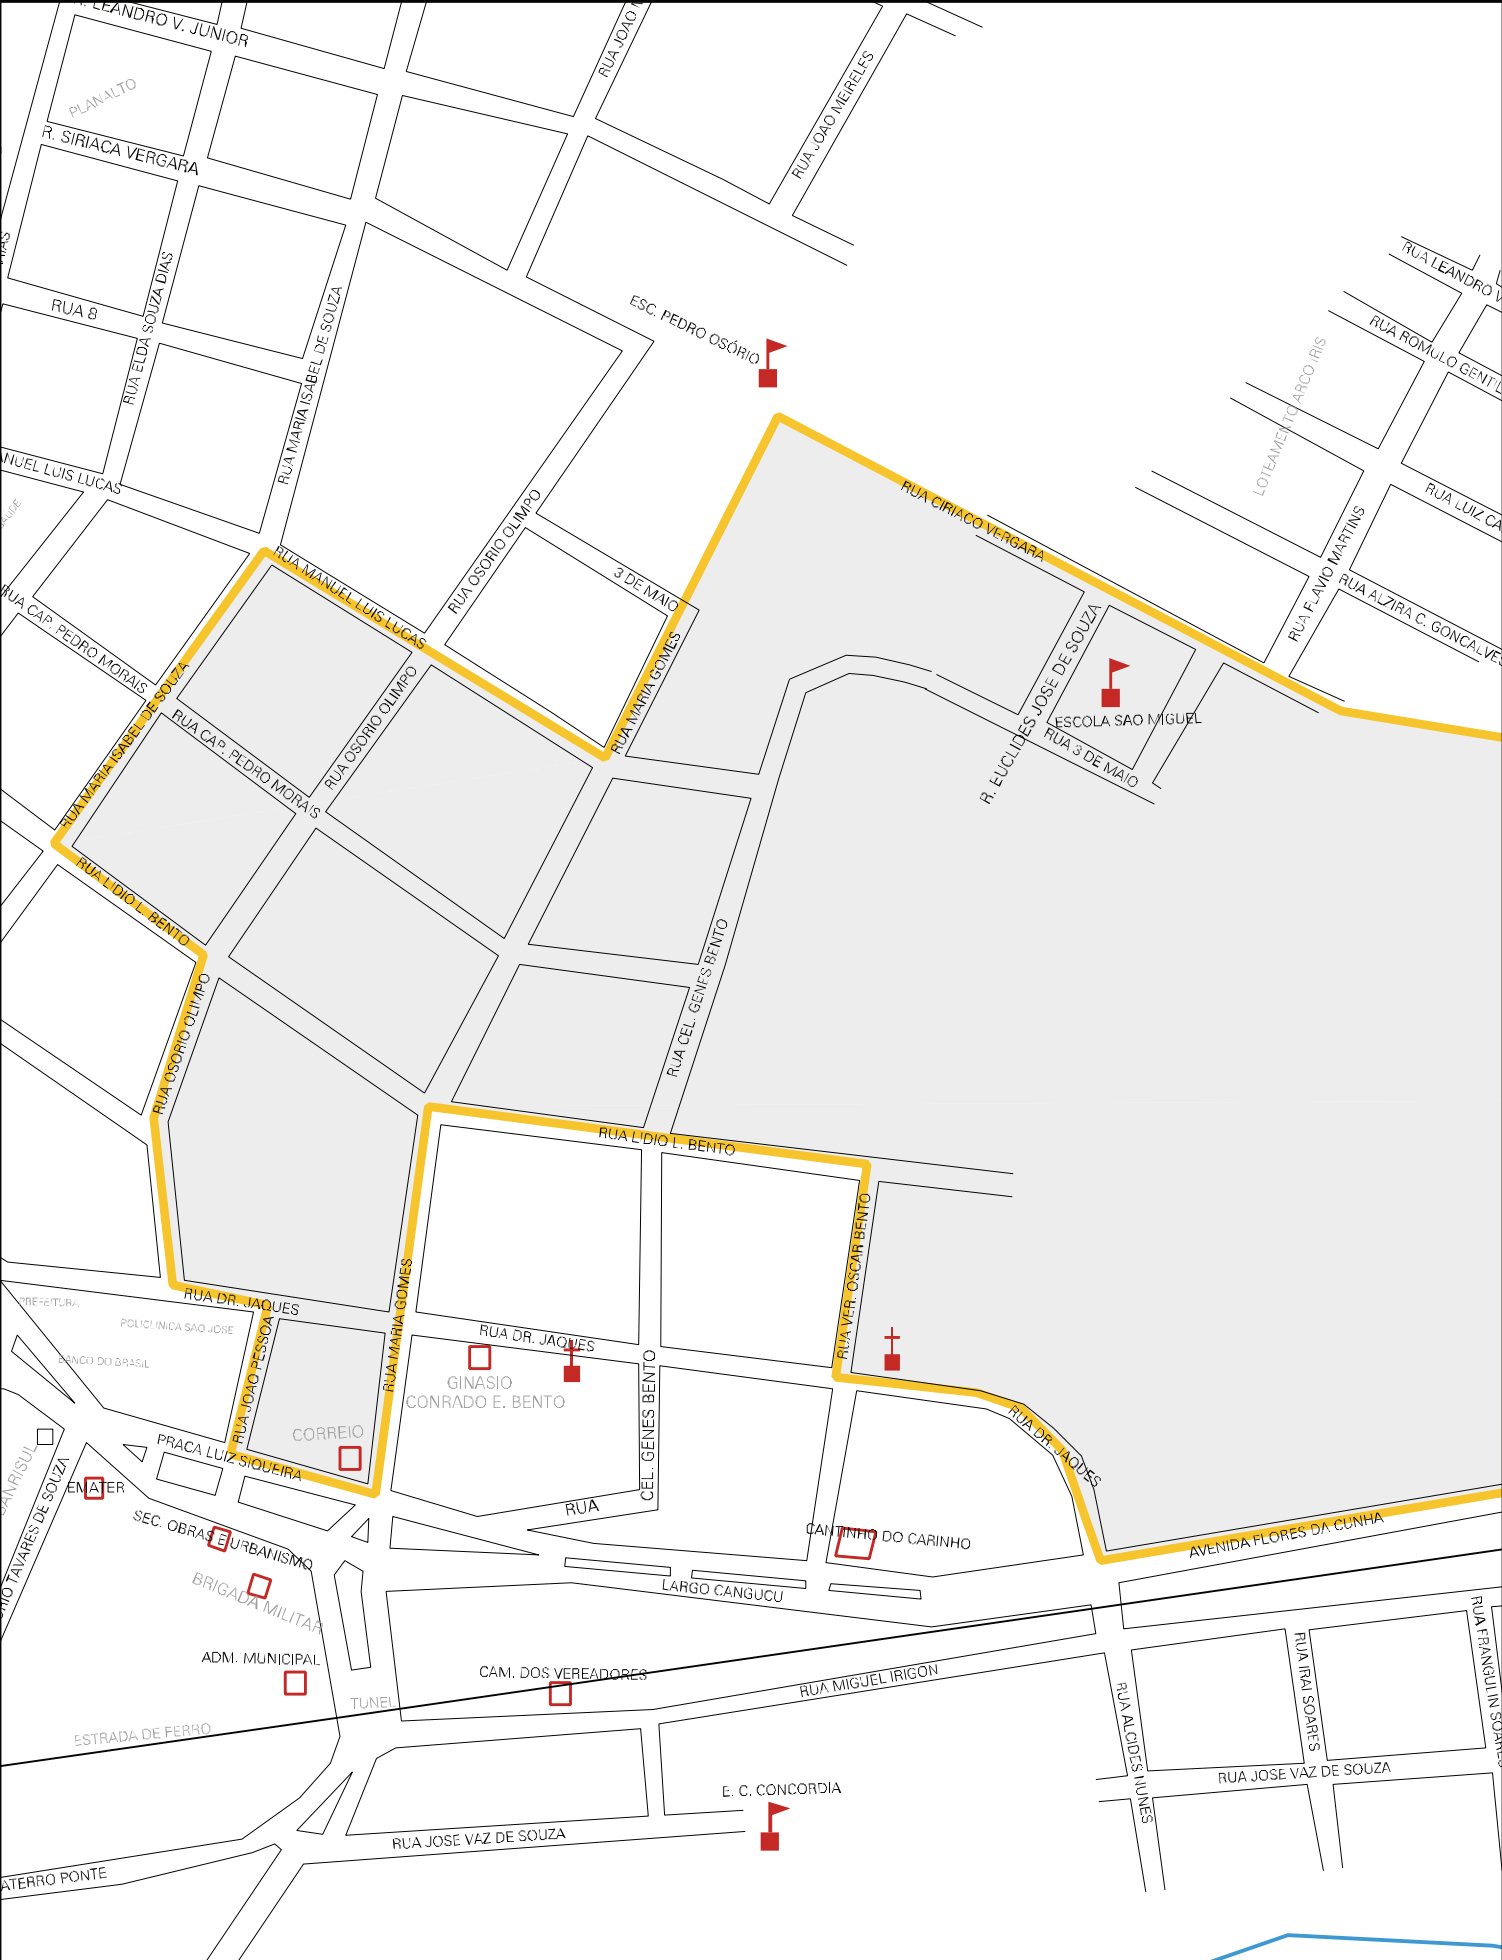 LEANDRO V. JUNIOR
RUA JOAO
PLANALTO
RUA JOAO MEIRELES
R. SIRIACA VERGARA
RUA LEANDRO V
RUA 8
RUA ELDA SOUZA DIAS
RUA MARIA ISABEL DE SOUZA
ESC. PEDRO OSÓRIO
RUA ROMULO GENTIL
LOTEAMENTO ARCO IRIS
NUEL LUIS LUCAS
RUA CIRIACO VERGARA
RUA LUIZ CA
RUA OSORIO OLIMPO
RUA MANUEL LUIS LUCAS
3 DE MAIO
RUA FLAVIO MARTINS
RUA ALZIRA C. GONCALVES
RUA CAP. PEDRO MORAIS
RUA MARIA GOMES
R. EUCLIDES JOSE DE SOUZA
RUA MARIA ISABEL DE SOUZA
RUA CAP. PEDRO MORAIS
RUA OSORIO OLIMPO
ESCOLA SAO MIGUEL
RUA 3 DE MAIO
RUA LIDIO L. BENTO
RUA CEL. GENES BENTO
RUA OSORIO OLIMPO
RUA LIDIO L. BENTO
RUA VER. OSCAR BENTO
RUA MARIA GOMES
PREFEITURA
RUA DR. JAQUES
POLICLINICA SAO JOSE
RUA JOAO PESSOA
RUA DR. JAQUES
BANCO DO BRASIL
GINASIO
CONRADO E. BENTO
CEL. GENES BENTO
CORREIO
RUA DR. JAQUES
PRACA LUIZ SIQUEIRA
BANRISUL
RIO TAVARES DE SOUZA
EMATER
RUA
SEC. OBRAS E URBANISMO
CANTINHO DO CARINHO
AVENIDA FLORES DA CUNHA
BRIGADA MILITAR
LARGO CANGUCU
ADM. MUNICIPAL
CAM. DOS VEREADORES
RUA MIGUEL IRIGON
TUNEL
ESTRADA DE FERRO
RUA ALCIDES NUNES
RUA IRAI SOARES
RUA FRANGULIN SOARES
RUA JOSE VAZ DE SOUZA
E. C. CONCORDIA
RUA JOSE VAZ DE SOUZA
ATERRO PONTE